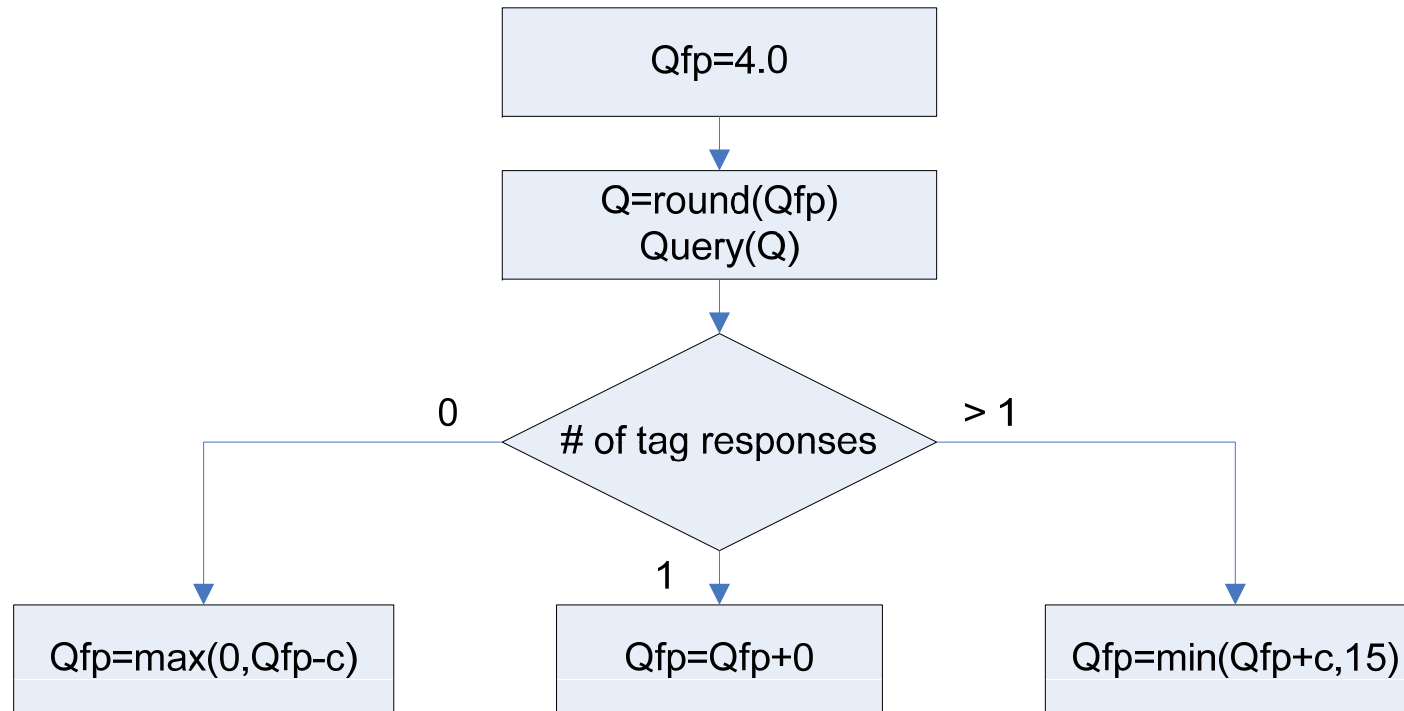 Qfp=4.0
Q=round(Qfp)
Query(Q)
# of tag responses
0
> 1
1
Qfp=max(0,Qfp-c)
Qfp=Qfp+0
Qfp=min(Qfp+c,15)